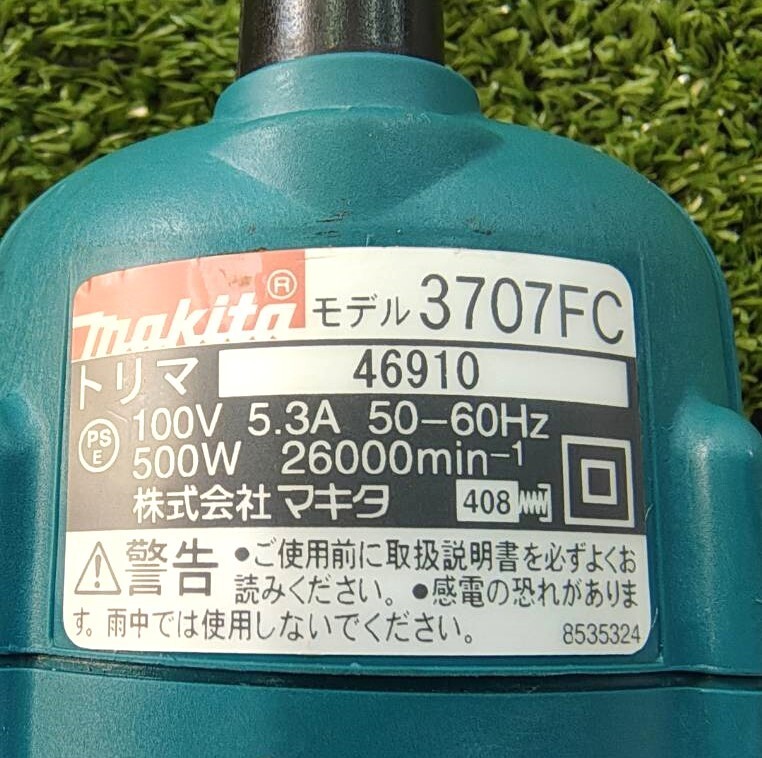 makita® モデル 3707FC
トリマ 46910
PS E 100V 5.3A 50-60Hz
500W 26000min⁻¹
株式会社 マキタ 408
警告 •ご使用前に取扱説明書を必ずよくお
読みください。•感電の恐れがありま
す。雨中では使用しないでください。 8535324